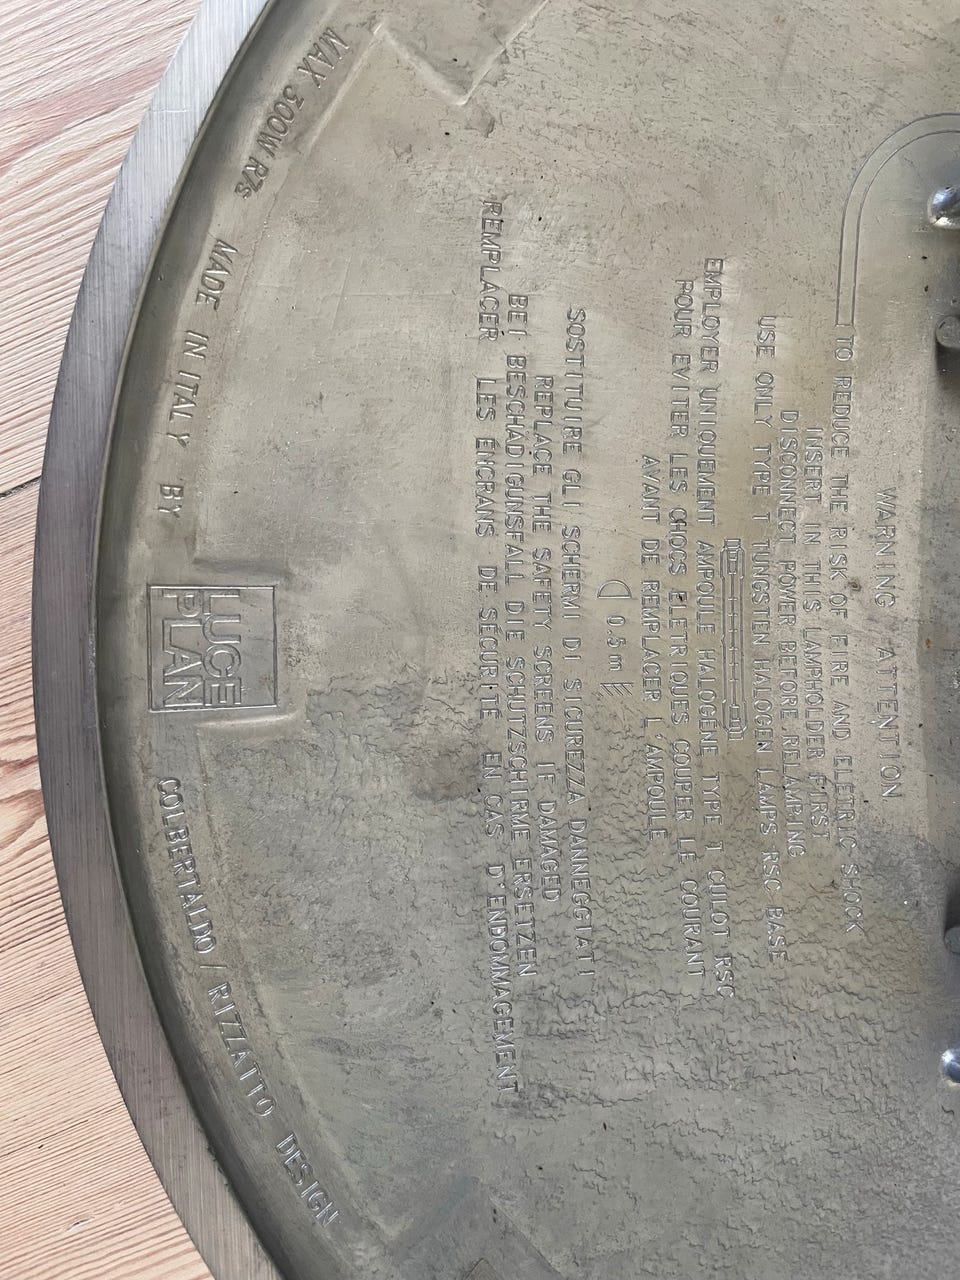 WARNING ATTENTION
TO REDUCE THE RISK OF FIRE AND ELETRIC SHOCK
INSERT IN THIS LAMPHOLDER FIRST
DISCONNECT POWER BEFORE RELAMPING
USE ONLY TYPE T TUNGSTEN HALOGEN LAMPS RSC BASE
EMPLOYER UNIQUEMENT AMPOULE HALOGÈNE TYPE T CULOT RSC
POUR EVITER LES CHOCS ELETRIQUES COUPER LE COURANT
AVANT DE REMPLACER L'AMPOULE
0.5m
SOSTITUIRE GLI SCHERMI DI SICUREZZA DANNEGGIATI
REPLACE THE SAFETY SCREENS IF DAMAGED
BEI BESCHÄDIGUNSFALL DIE SCHUTZSCHIRME ERSETZEN
REMPLACER LES ÉNCRANS DE SÉCURITÉ EN CAS D'ENDOMMAGEMENT
MAX 300W R7s
MADE IN ITALY BY
LUCE
PLAN
COLBERTALDO / RIZZATTO DESIGN